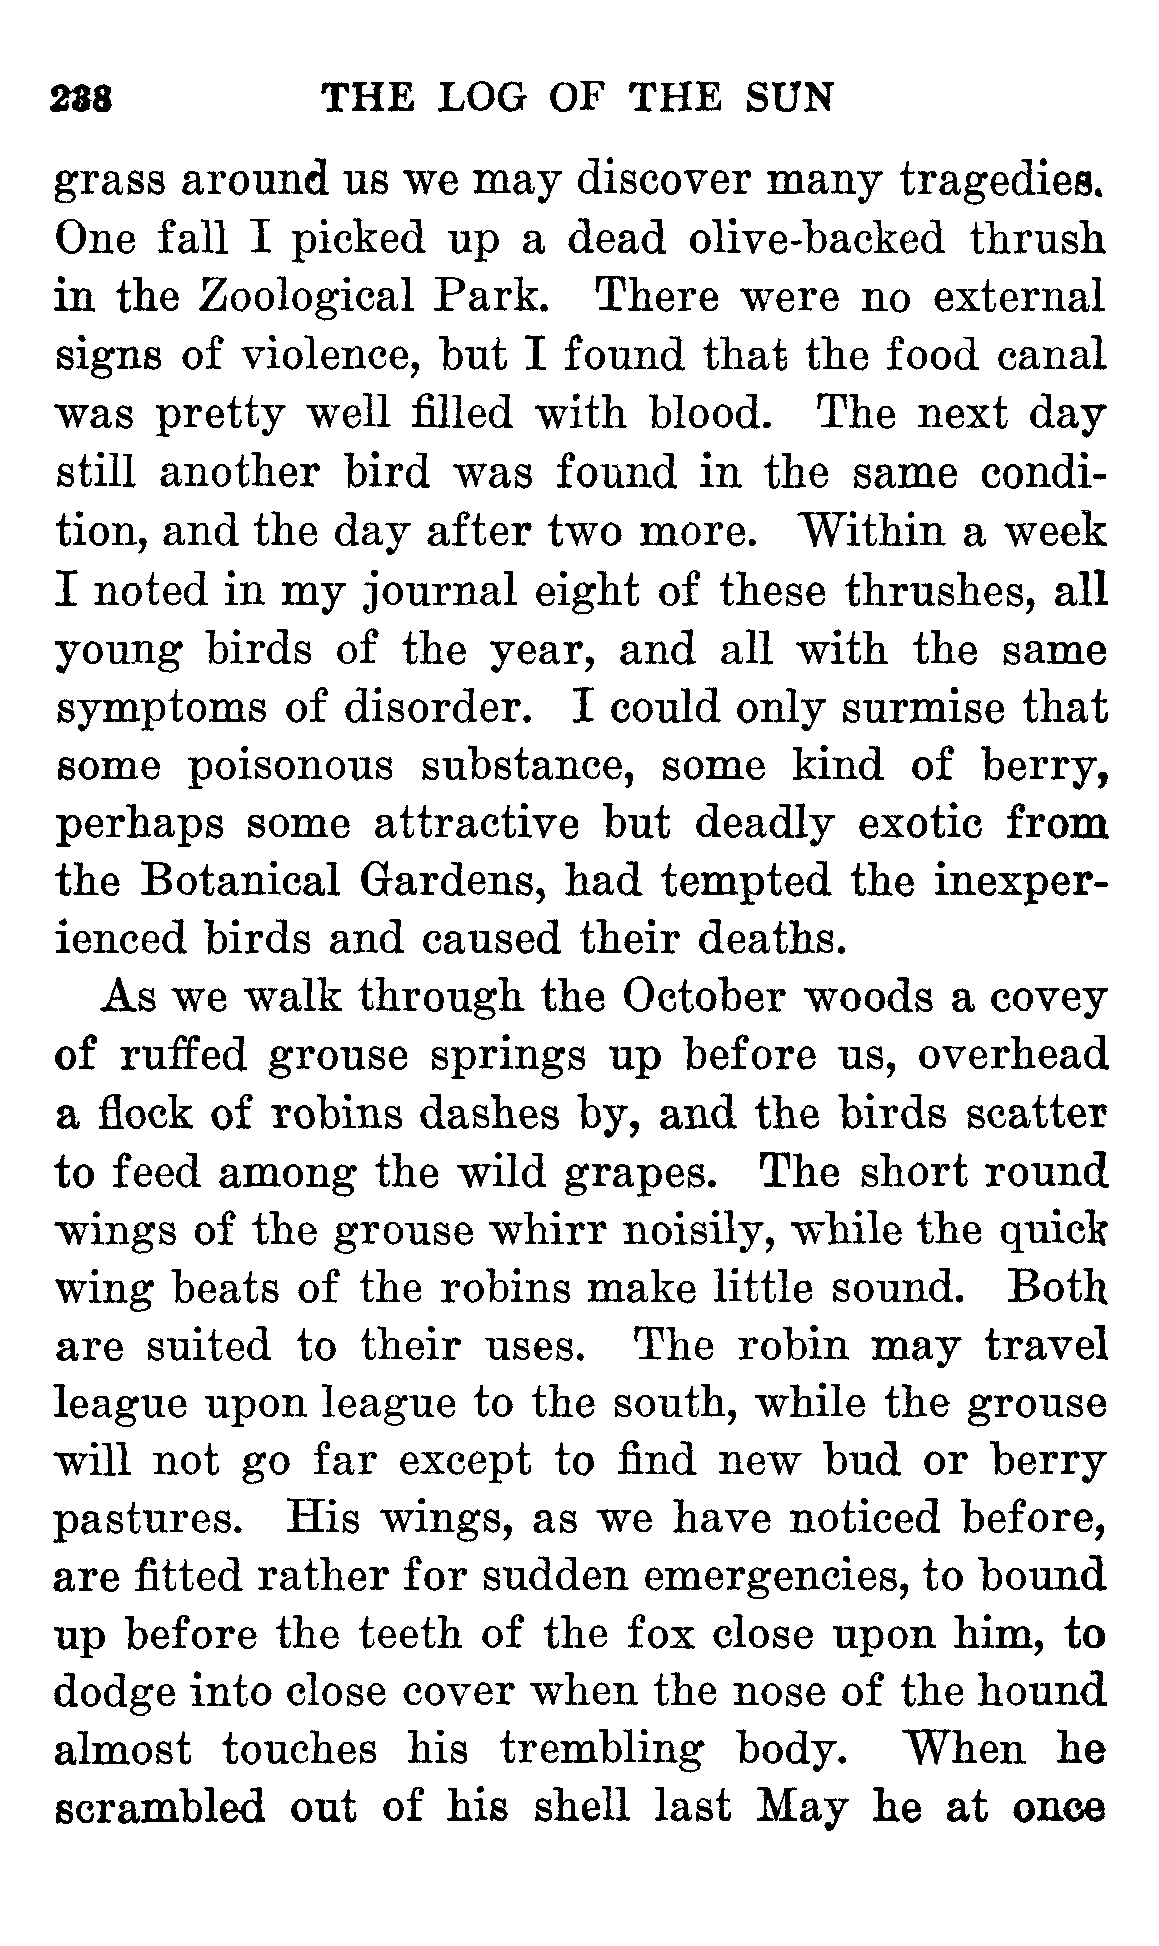 238 THE LOG OF THE SUN
grass around us we may discover many tragedies.
One fall I picked up a dead olive-backed thrush
in the Zoological Park. There were no external
signs of violence, but I found that the food canal
was pretty well filled with blood. The next day
still another bird was found in the same condi-
tion, and the day after two more. Within a week
I noted in my journal eight of these thrushes, all
young birds of the year, and all with the same
symptoms of disorder. I could only surmise that
some poisonous substance, some kind of berry,
perhaps some attractive but deadly exotic from
the Botanical Gardens, had tempted the inexper-
ienced birds and caused their deaths.
As we walk through the October woods a covey
of ruffed grouse springs up before us, overhead
a flock of robins dashes by, and the birds scatter
to feed among the wild grapes. The short round
wings of the grouse whirr noisily, while the quick
wing beats of the robins make little sound. Both
are suited to their uses. The robin may travel
league upon league to the south, while the grouse
will not go far except to find new bud or berry
pastures. His wings, as we have noticed before,
are fitted rather for sudden emergencies, to bound
up before the teeth of the fox close upon him, to
dodge into close cover when the nose of the hound
almost touches his trembling body. When he
scrambled out of his shell last May he at once